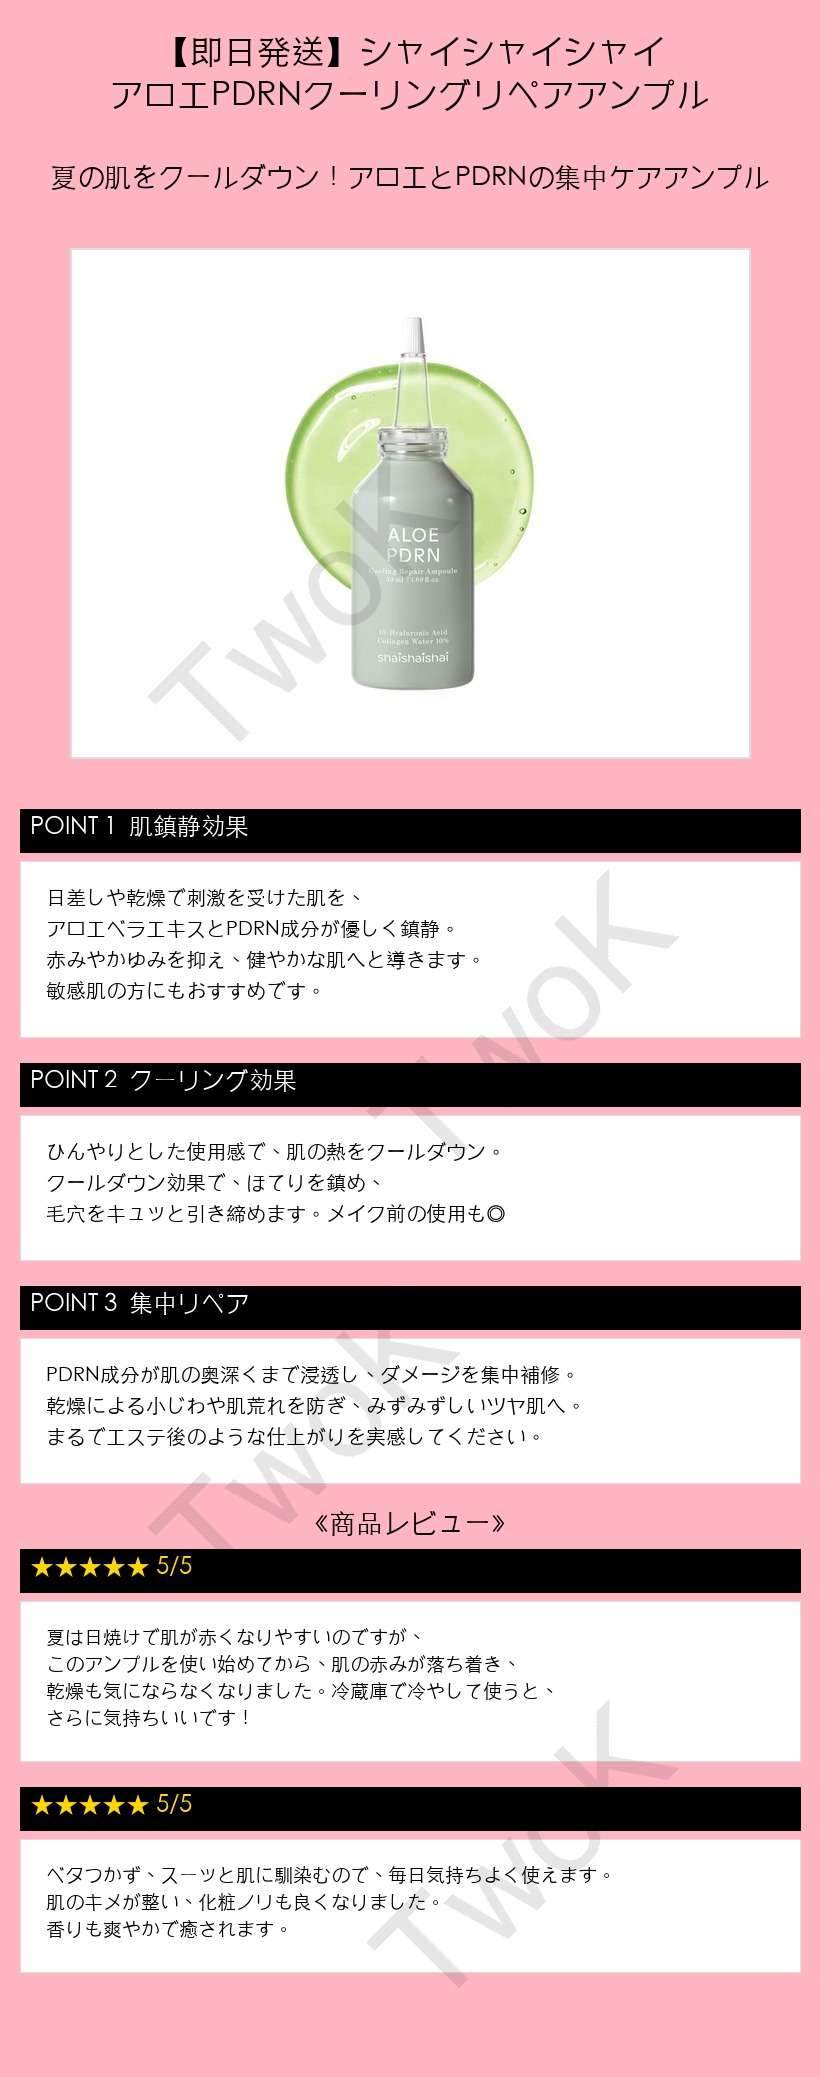 【即日発送】シャイシャイシャイ
アロエPDRNクーリングリペアアンプル
夏の肌をクールダウン！アロエとPDRNの集中ケアアンプル
ALOE
PDRN
Cooling Repair Ampoule
50 ml / 1.69 fl.oz.
10-Hyaluronic Acid
Collagen Water 10%
shaishaishai
TwoK
POINT 1 肌鎮静効果
日差しや乾燥で刺激を受けた肌を、
アロエベラエキスとPDRN成分が優しく鎮静。
赤みやかゆみを抑え、健やかな肌へと導きます。
敏感肌の方にもおすすめです。
TwoK
POINT 2 クーリング効果
ひんやりとした使用感で、肌の熱をクールダウン。
クールダウン効果で、ほてりを鎮め、
毛穴をキュッと引き締めます。メイク前の使用も◎
POINT 3 集中リペア
PDRN成分が肌の奥深くまで浸透し、ダメージを集中補修。
乾燥による小じわや肌荒れを防ぎ、みずみずしいツヤ肌へ。
まるでエステ後のような仕上がりを実感してください。
TwoK
《商品レビュー》
★★★★★ 5/5
夏は日焼けで肌が赤くなりやすいのですが、
このアンプルを使い始めてから、肌の赤みが落ち着き、
乾燥も気にならなくなりました。冷蔵庫で冷やして使うと、
さらに気持ちいいです！
★★★★★ 5/5
ベタつかず、スーッと肌に馴染むので、毎日気持ちよく使えます。
肌のキメが整い、化粧ノリも良くなりました。
香りも爽やかで癒されます。
TwoK